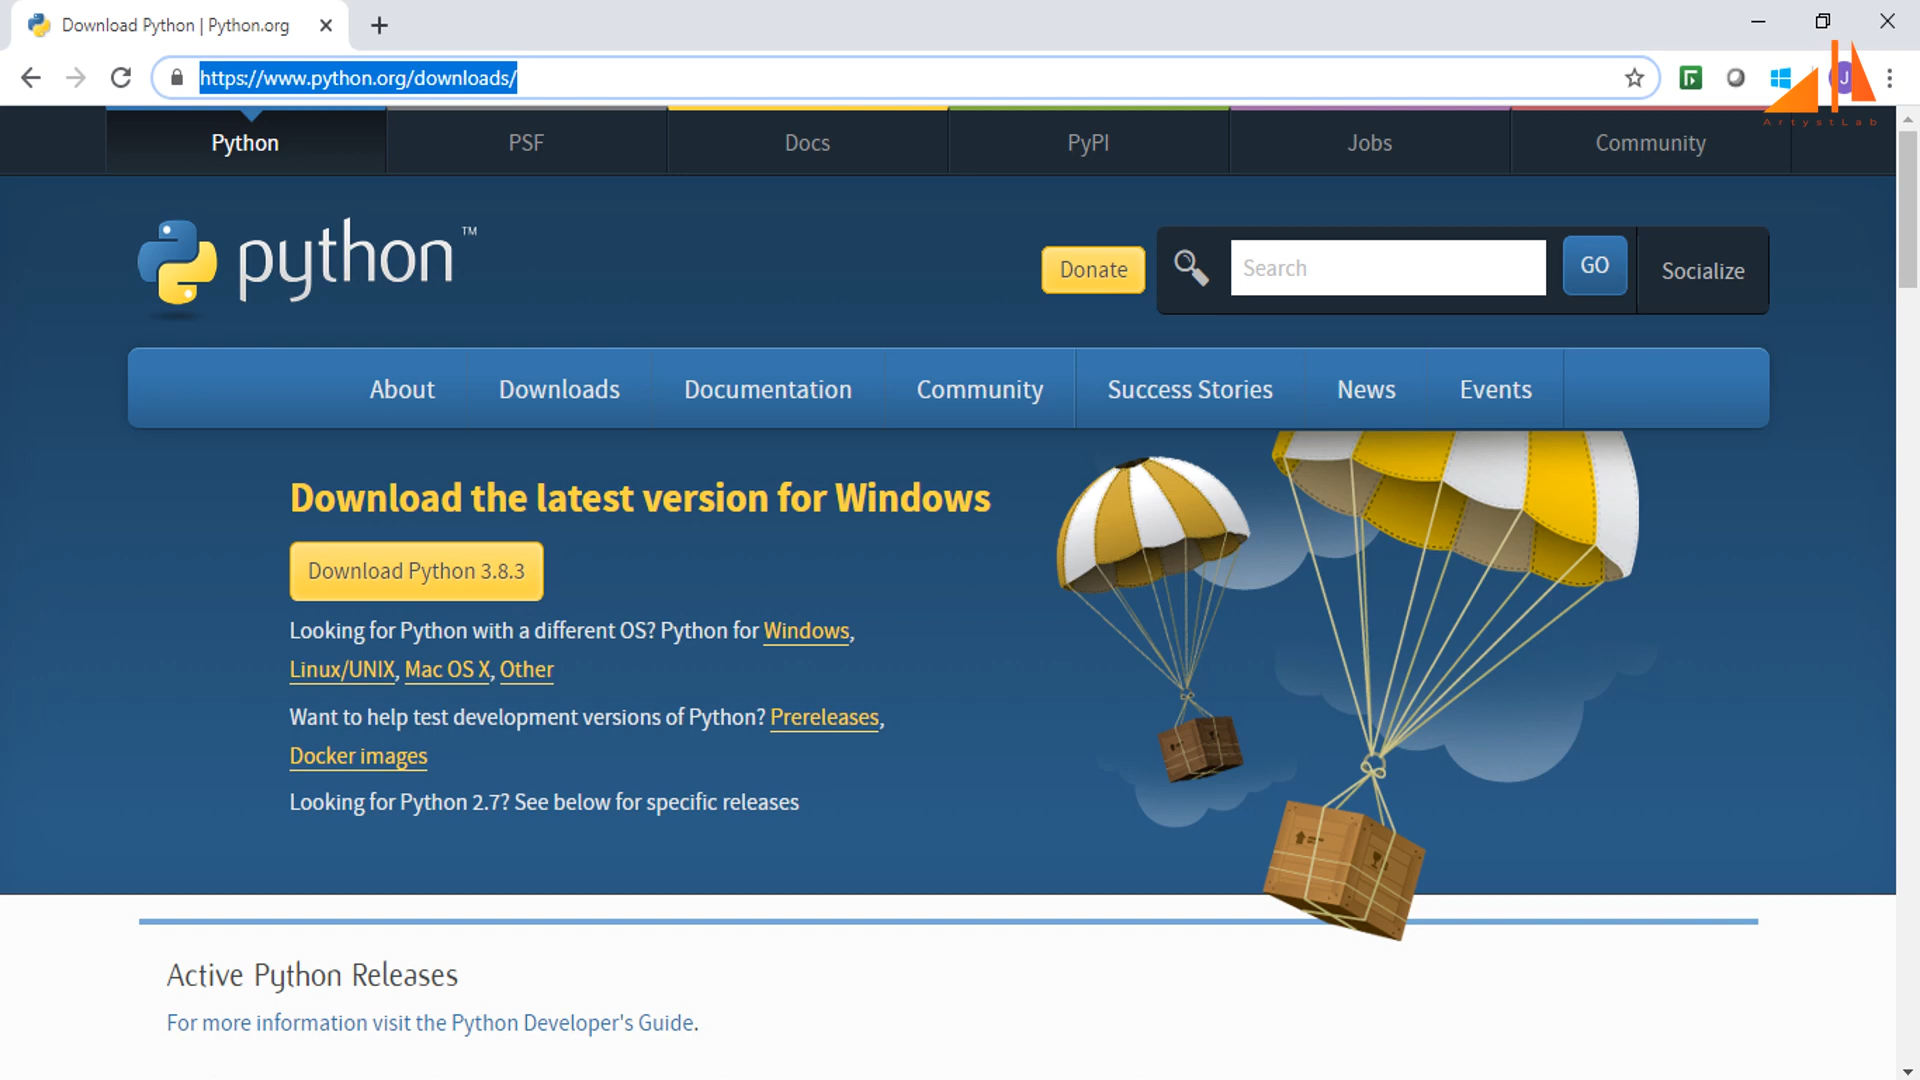 Download Python | Python.org
https://www.python.org/downloads/
J
ArtystLab
Python
PSF
Docs
PyPI
Jobs
Community
python™
Donate
Search
GO
Socialize
About
Downloads
Documentation
Community
Success Stories
News
Events
Download the latest version for Windows
Download Python 3.8.3
Looking for Python with a different OS? Python for Windows,
Linux/UNIX, Mac OS X, Other
Want to help test development versions of Python? Prereleases,
Docker images
Looking for Python 2.7? See below for specific releases
Active Python Releases
For more information visit the Python Developer's Guide.